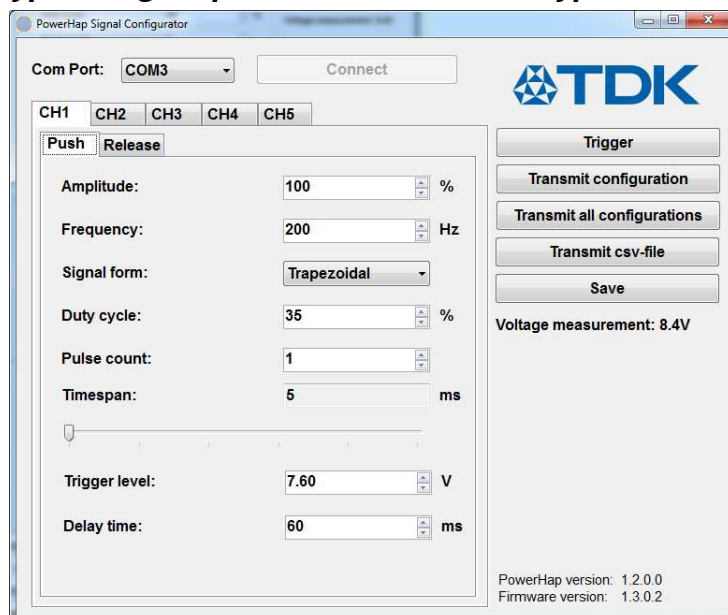 PowerHap Signal Configurator
Com Port: COM3 Connect
TDK
CH1 CH2 CH3 CH4 CH5
Push Release
Trigger
Amplitude: 100 %
Transmit configuration
Transmit all configurations
Frequency: 200 Hz
Transmit csv-file
Signal form: Trapezoidal
Save
Duty cycle: 35 %
Voltage measurement: 8.4V
Pulse count: 1
Timespan: 5 ms
Trigger level: 7.60 V
Delay time: 60 ms
PowerHap version: 1.2.0.0
Firmware version: 1.3.0.2